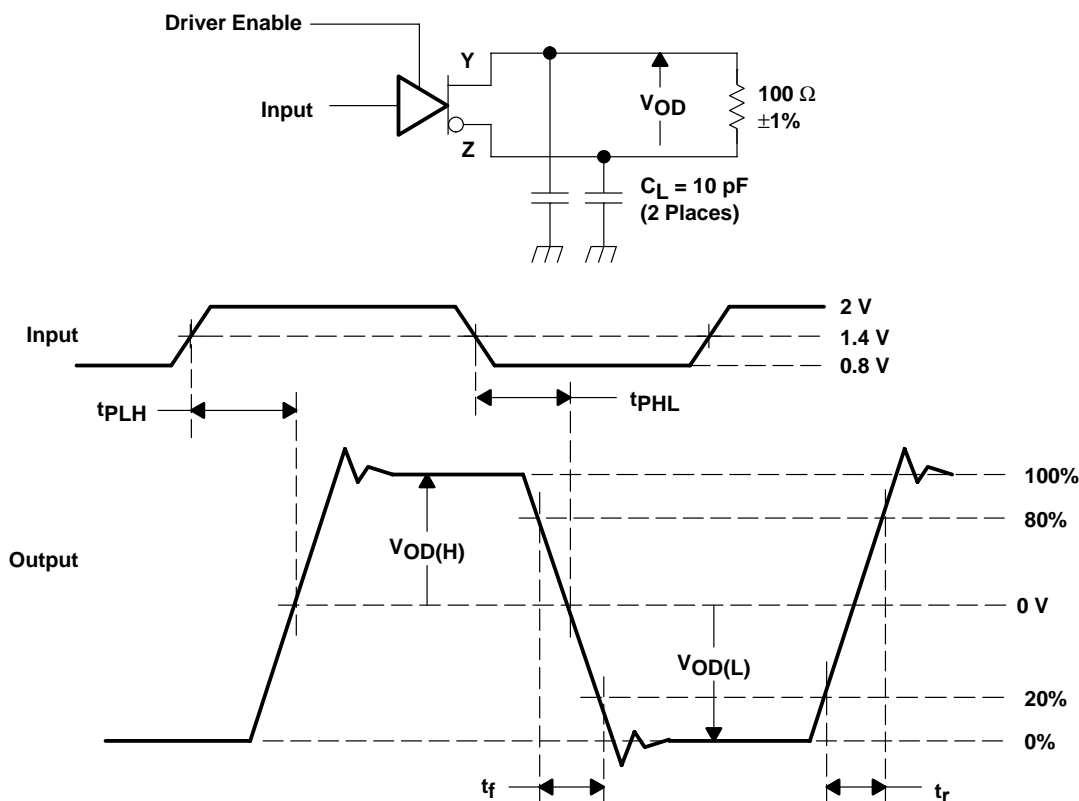 Driver Enable
Y
Input
VOD
100 Ω
±1%
Z
CL = 10 pF
(2 Places)
2 V
Input
1.4 V
0.8 V
tPLH
tPHL
100%
80%
VOD(H)
Output
0 V
VOD(L)
20%
0%
tf
tr